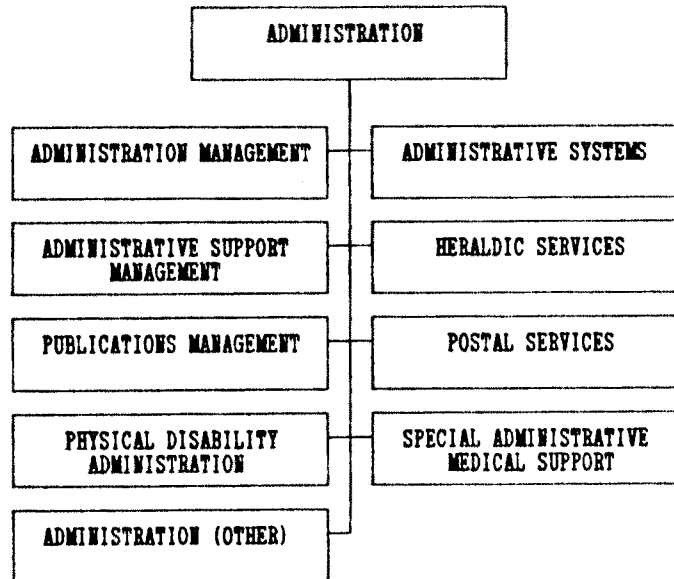 ADMINISTRATION
ADMINISTRATION MANAGEMENT
ADMINISTRATIVE SYSTEMS
ADMINISTRATIVE SUPPORT
MANAGEMENT
HERALDIC SERVICES
PUBLICATIONS MANAGEMENT
POSTAL SERVICES
PHYSICAL DISABILITY
ADMINISTRATION
SPECIAL ADMINISTRATIVE
MEDICAL SUPPORT
ADMINISTRATION (OTHER)